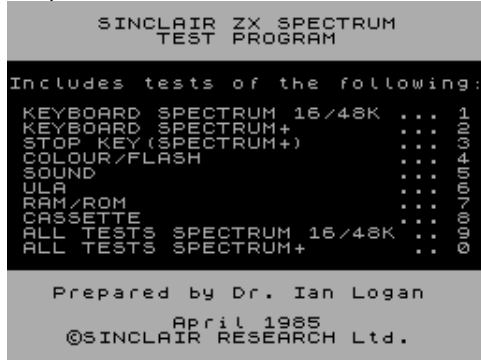 SINCLAIR ZX SPECTRUM
TEST PROGRAM
Includes tests of the following:
KEYBOARD SPECTRUM 16/48K ... 1
KEYBOARD SPECTRUM+ ... 2
STOP KEY(SPECTRUM+) ... 3
COLOUR/FLASH ... 4
SOUND ... 5
ULA ... 6
RAM/ROM ... 7
CASSETTE ... 8
ALL TESTS SPECTRUM 16/48K .. 9
ALL TESTS SPECTRUM+ .. 0
Prepared by Dr. Ian Logan
April 1985
©SINCLAIR RESEARCH Ltd.